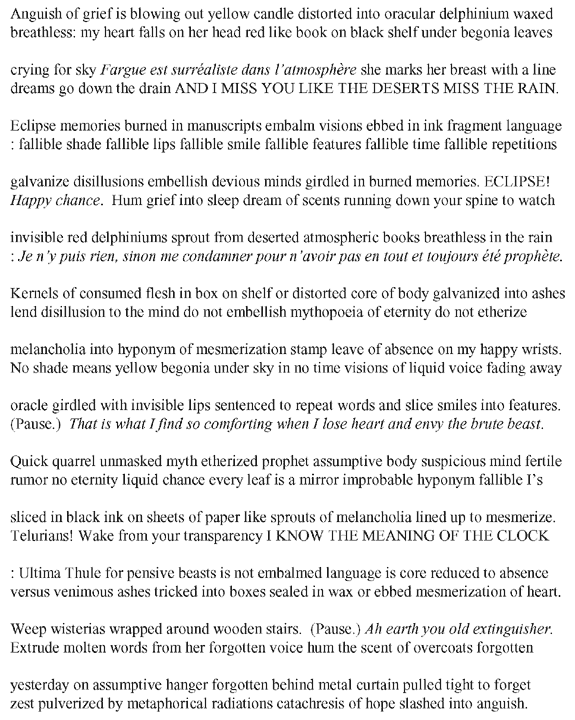 Anguish of grief is blowing out yellow candle distorted into oracular delphinium waxed
breathless: my heart falls on her head red like book on black shelf under begonia leaves
crying for sky Fargue est surréaliste dans l'atmosphère she marks her breast with a line
dreams go down the drain AND I MISS YOU LIKE THE DESERTS MISS THE RAIN.
Eclipse memories burned in manuscripts embalm visions ebbed in ink fragment language
: fallible shade fallible lips fallible smile fallible features fallible time fallible repetitions
galvanize disillusions embellish devious minds girdled in burned memories. ECLIPSE!
Happy chance. Hum grief into sleep dream of scents running down your spine to watch
invisible red delphiniums sprout from deserted atmospheric books breathless in the rain
: Je n'y puis rien, sinon me condamner pour n'avoir pas en tout et toujours été prophète.
Kernels of consumed flesh in box on shelf or distorted core of body galvanized into ashes
lend disillusion to the mind do not embellish mythopoeia of eternity do not etherize
melancholia into hyponym of mesmerization stamp leave of absence on my happy wrists.
No shade means yellow begonia under sky in no time visions of liquid voice fading away
oracle girdled with invisible lips sentenced to repeat words and slice smiles into features.
(Pause.) That is what I find so comforting when I lose heart and envy the brute beast.
Quick quarrel unmasked myth etherized prophet assumptive body suspicious mind fertile
rumor no eternity liquid chance every leaf is a mirror improbable hyponym fallible I's
sliced in black ink on sheets of paper like sprouts of melancholia lined up to mesmerize.
Telurians! Wake from your transparency I KNOW THE MEANING OF THE CLOCK
: Ultima Thule for pensive beasts is not embalmed language is core reduced to absence
versus venimous ashes tricked into boxes sealed in wax or ebbed mesmerization of heart.
Weep wisterias wrapped around wooden stairs. (Pause.) Ah earth you old extinguisher.
Extrude molten words from her forgotten voice hum the scent of overcoats forgotten
yesterday on assumptive hanger forgotten behind metal curtain pulled tight to forget
zest pulverized by metaphorical radiations catachresis of hope slashed into anguish.